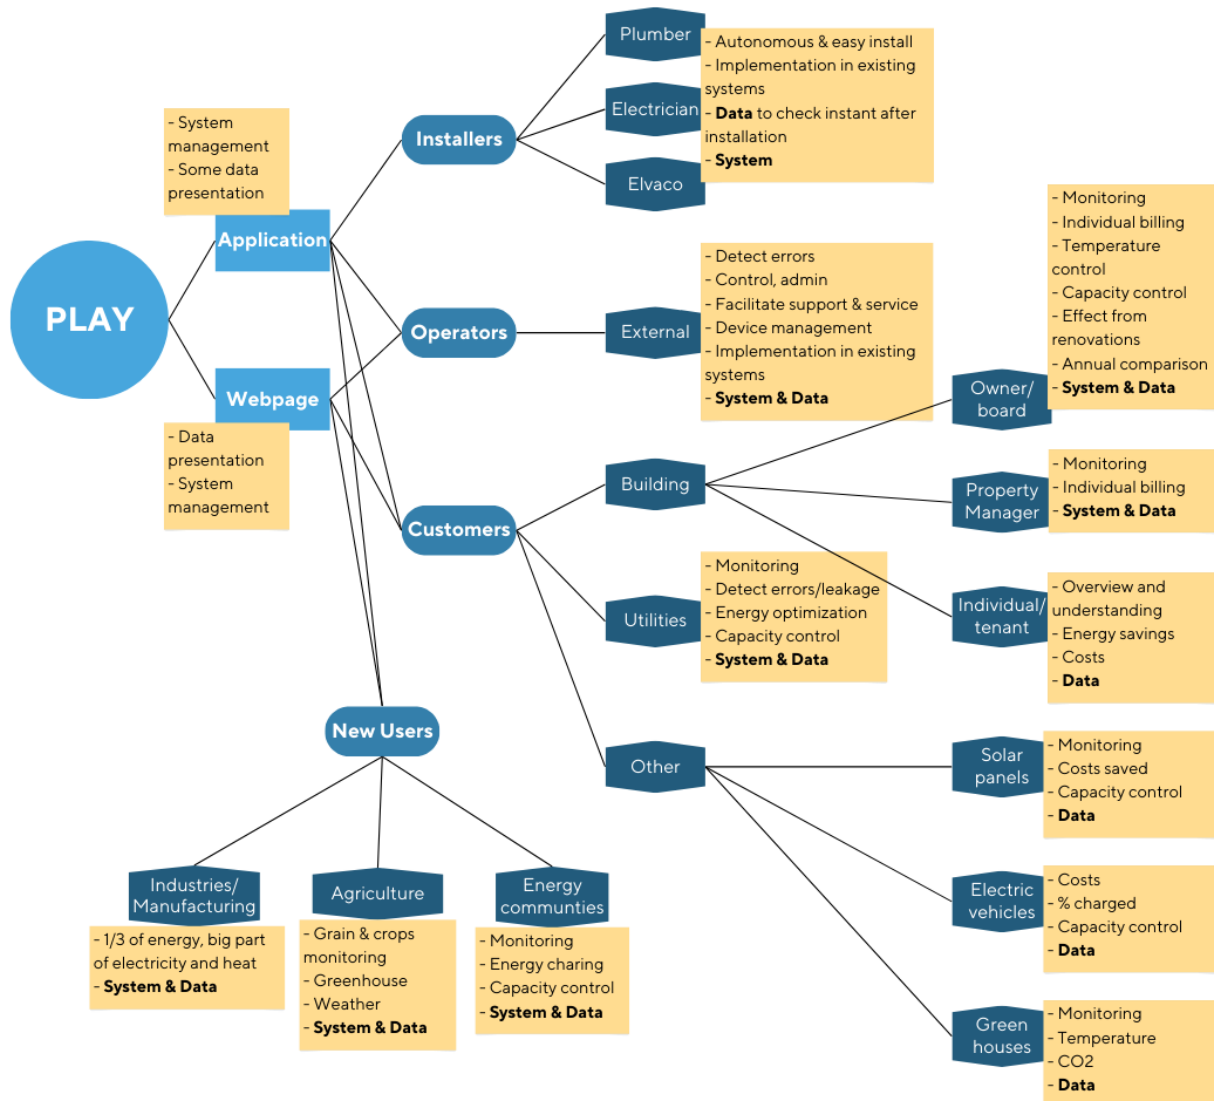 PLAY
- System
management
- Some data
presentation
Application
Webpage
- Data
presentation
- System
management
Installers
Plumber
Electrician
Elvaco
- Autonomous & easy install
- Implementation in existing
systems
- Data to check instant after
installation
- System
Operators
External
- Detect errors
- Control, admin
- Facilitate support & service
- Device management
- Implementation in existing
systems
- System & Data
Customers
Building
Owner/
board
- Monitoring
- Individual billing
- Temperature
control
- Capacity control
- Effect from
renovations
- Annual comparison
- System & Data
Property
Manager
- Monitoring
- Individual billing
- System & Data
Individual/
tenant
- Overview and
understanding
- Energy savings
- Costs
- Data
Utilities
- Monitoring
- Detect errors/leakage
- Energy optimization
- Capacity control
- System & Data
Other
Solar
panels
- Monitoring
- Costs saved
- Capacity control
- Data
Electric
vehicles
- Costs
- % charged
- Capacity control
- Data
Green
houses
- Monitoring
- Temperature
- CO2
- Data
New Users
Industries/
Manufacturing
- 1/3 of energy, big part
of electricity and heat
- System & Data
Agriculture
- Grain & crops
monitoring
- Greenhouse
- Weather
- System & Data
Energy
communties
- Monitoring
- Energy charing
- Capacity control
- System & Data